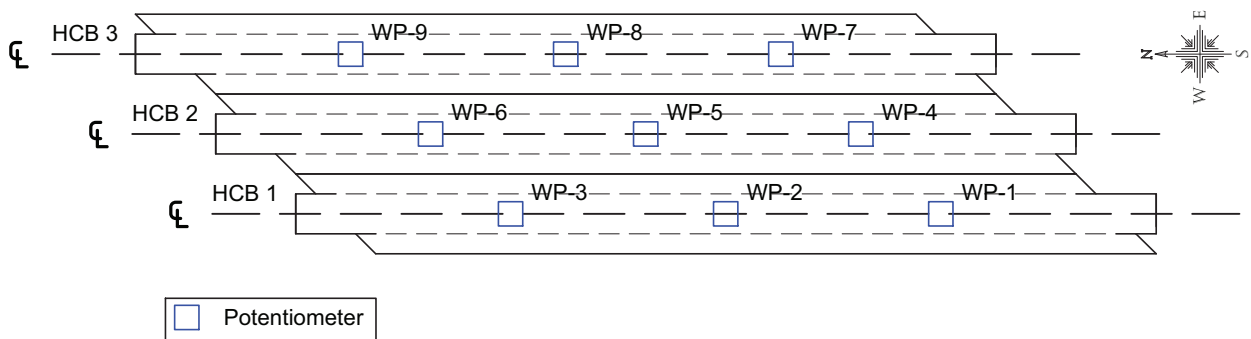 HCB 3 WP-9 WP-8 WP-7
HCB 2 WP-6 WP-5 WP-4
HCB 1 WP-3 WP-2 WP-1
Potentiometer
E
N S
W